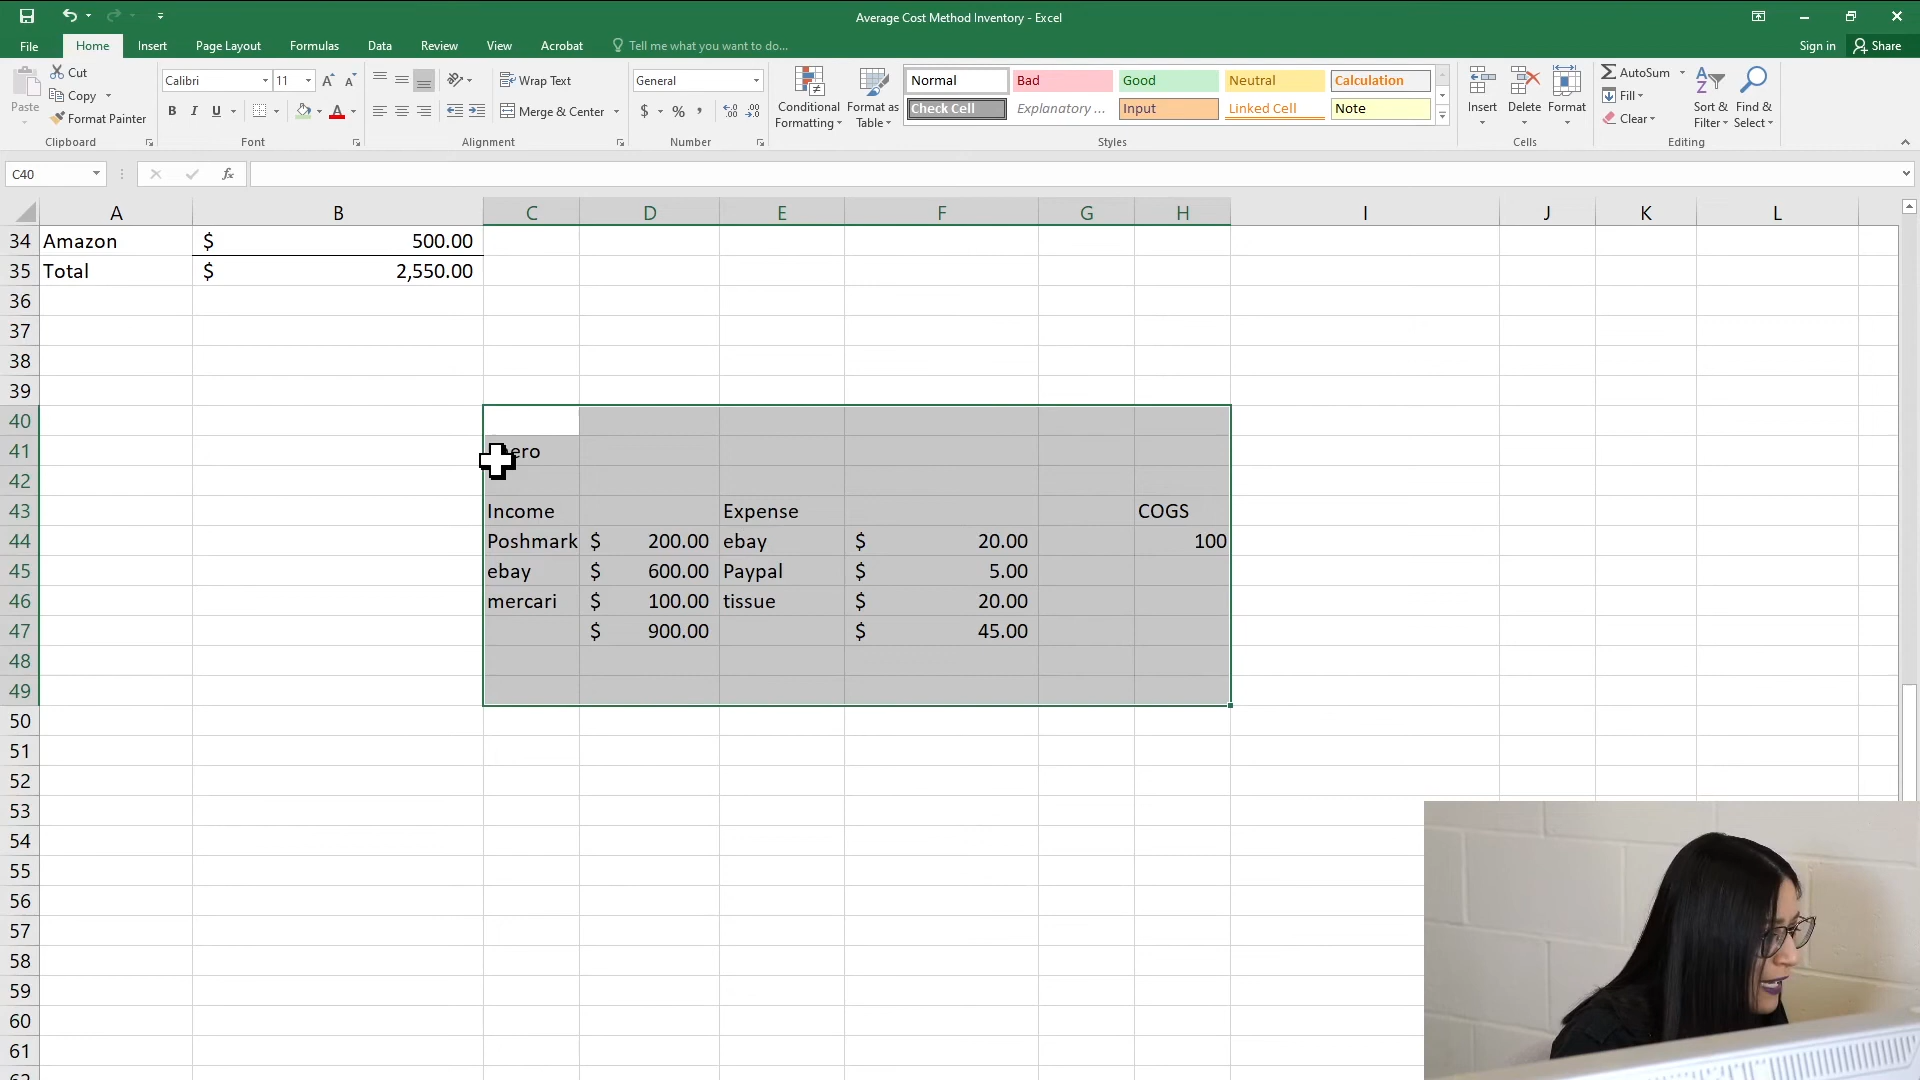 Average Cost Method Inventory - Excel
File Home Insert Page Layout Formulas Data Review View Acrobat Tell me what you want to do... Sign in Share
Paste
Cut
Copy
Format Painter
Clipboard
Calibri 11
A A
B I U A
Font
Wrap Text
Merge & Center
Alignment
General
$ % ,
Number
Conditional Formatting
Format as Table
Normal Bad Good Neutral Calculation
Check Cell Explanatory ... Input Linked Cell Note
Styles
Insert Delete Format
Cells
AutoSum
Fill
Clear
Sort & Filter
Find & Select
Editing
C40 fx
A B C D E F G H I J K L
34 Amazon $ 500.00
35 Total $ 2,550.00
36
37
38
39
40
41
42
43 Income Expense COGS
44 Poshmark $ 200.00 ebay $ 20.00 100
45 ebay $ 600.00 Paypal $ 5.00
46 mercari $ 100.00 tissue $ 20.00
47 $ 900.00 $ 45.00
48
49
50
51
52
53
54
55
56
57
58
59
60
61